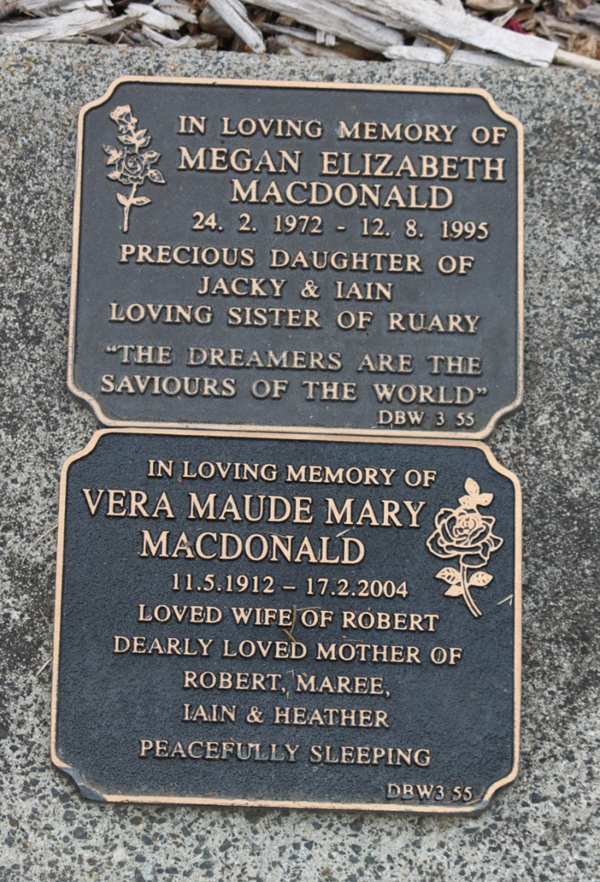 IN LOVING MEMORY OF
MEGAN ELIZABETH
MACDONALD
24. 2. 1972 - 12. 8. 1995
PRECIOUS DAUGHTER OF
JACKY & IAIN
LOVING SISTER OF RUARY
"THE DREAMERS ARE THE
SAVIOURS OF THE WORLD"
DBW 3 55
IN LOVING MEMORY OF
VERA MAUDE MARY
MACDONALD
11.5.1912 – 17.2.2004
LOVED WIFE OF ROBERT
DEARLY LOVED MOTHER OF
ROBERT, MAREE,
IAIN & HEATHER
PEACEFULLY SLEEPING
DBW3 55